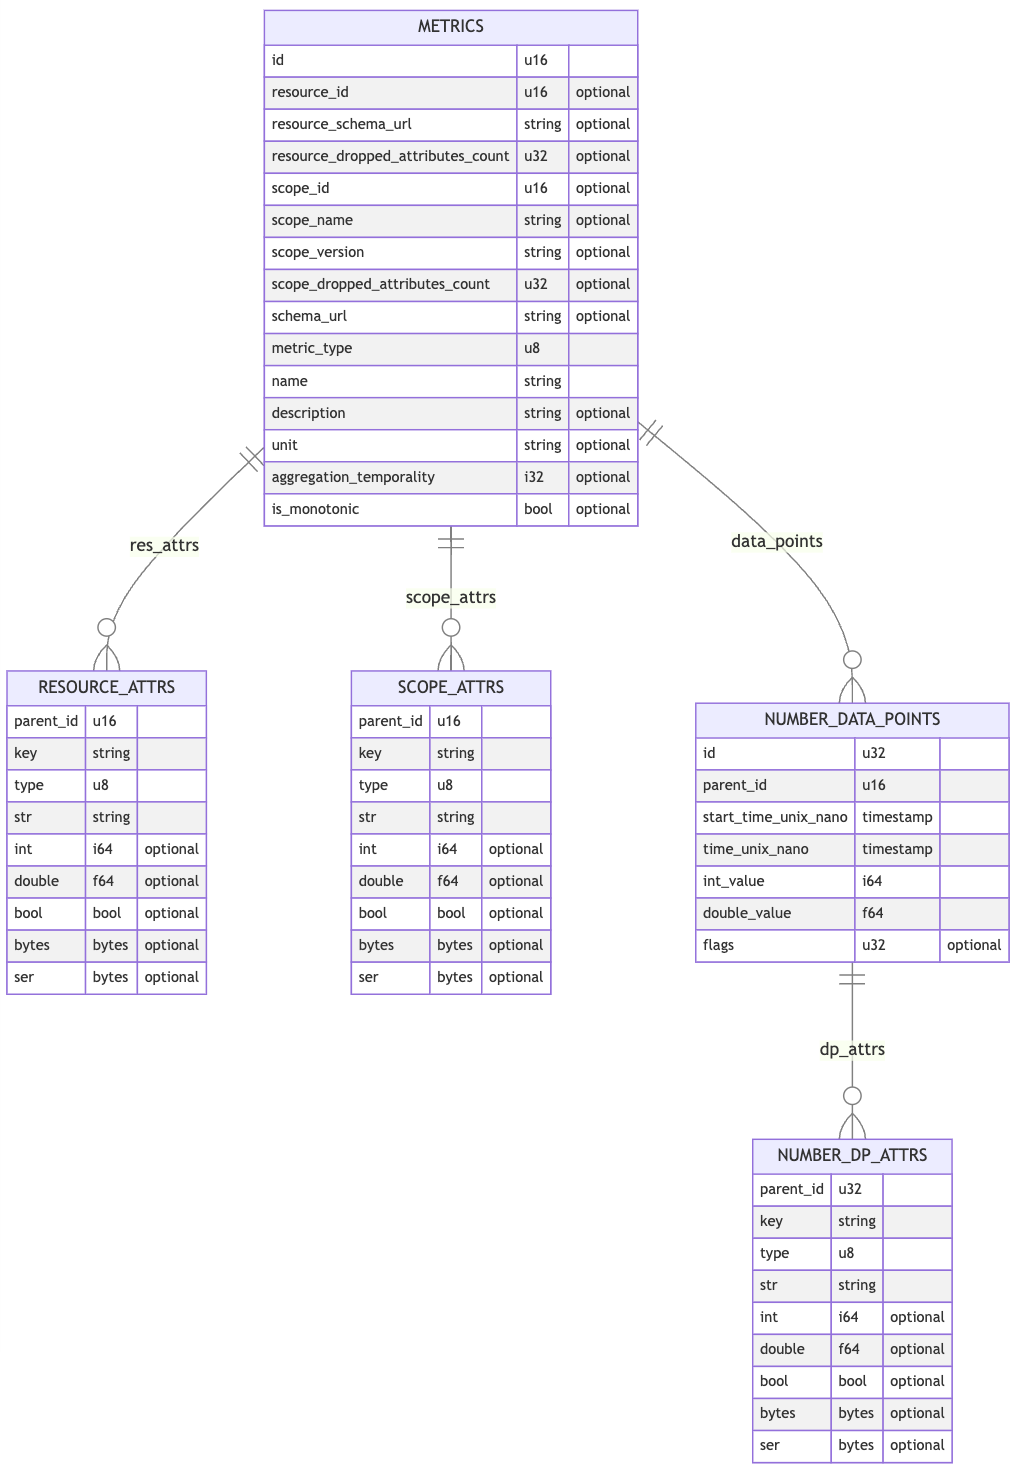 METRICS
id u16
resource_id u16 optional
resource_schema_url string optional
resource_dropped_attributes_count u32 optional
scope_id u16 optional
scope_name string optional
scope_version string optional
scope_dropped_attributes_count u32 optional
schema_url string optional
metric_type u8
name string
description string optional
unit string optional
aggregation_temporality i32 optional
is_monotonic bool optional
res_attrs
scope_attrs
data_points
RESOURCE_ATTRS
parent_id u16
key string
type u8
str string
int i64 optional
double f64 optional
bool bool optional
bytes bytes optional
ser bytes optional
SCOPE_ATTRS
parent_id u16
key string
type u8
str string
int i64 optional
double f64 optional
bool bool optional
bytes bytes optional
ser bytes optional
NUMBER_DATA_POINTS
id u32
parent_id u16
start_time_unix_nano timestamp
time_unix_nano timestamp
int_value i64
double_value f64
flags u32 optional
dp_attrs
NUMBER_DP_ATTRS
parent_id u32
key string
type u8
str string
int i64 optional
double f64 optional
bool bool optional
bytes bytes optional
ser bytes optional